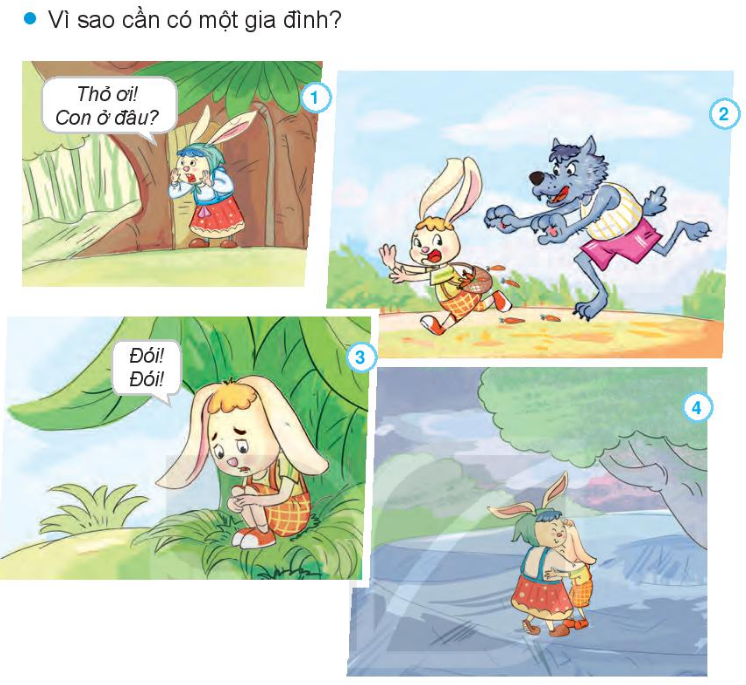 Vì sao cần có một gia đình?
Thỏ ơi!
Con ở đâu?
1
2
Đói!
Đói!
3
4